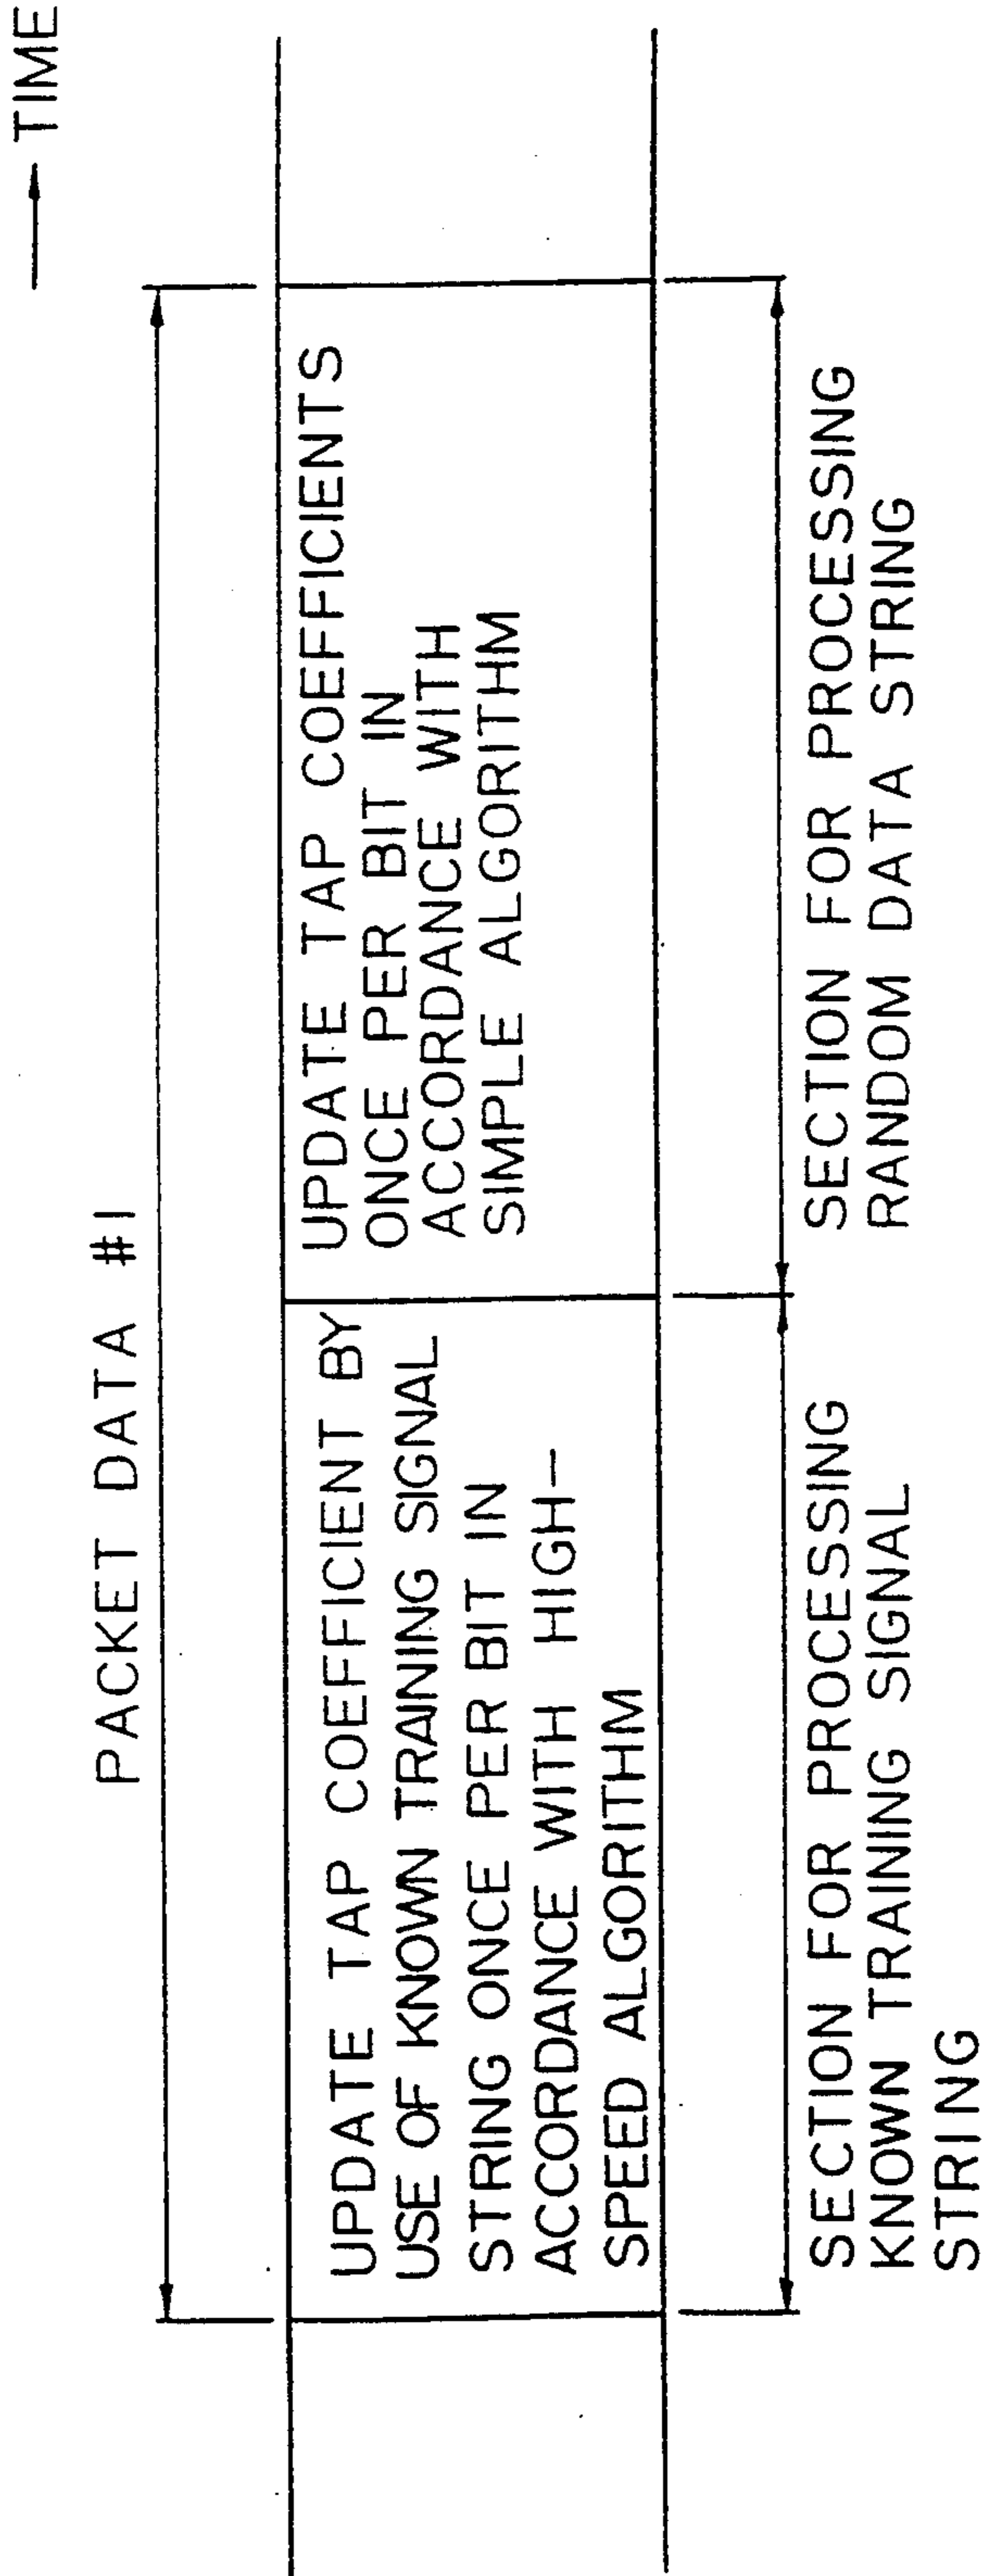 → TIME
PACKET DATA #1
UPDATE TAP COEFFICIENT BY
USE OF KNOWN TRAINING SIGNAL
STRING ONCE PER BIT IN
ACCORDANCE WITH HIGH-
SPEED ALGORITHM
UPDATE TAP COEFFICIENTS
ONCE PER BIT IN
ACCORDANCE WITH
SIMPLE ALGORITHM
SECTION FOR PROCESSING
KNOWN TRAINING SIGNAL
STRING
SECTION FOR PROCESSING
RANDOM DATA STRING